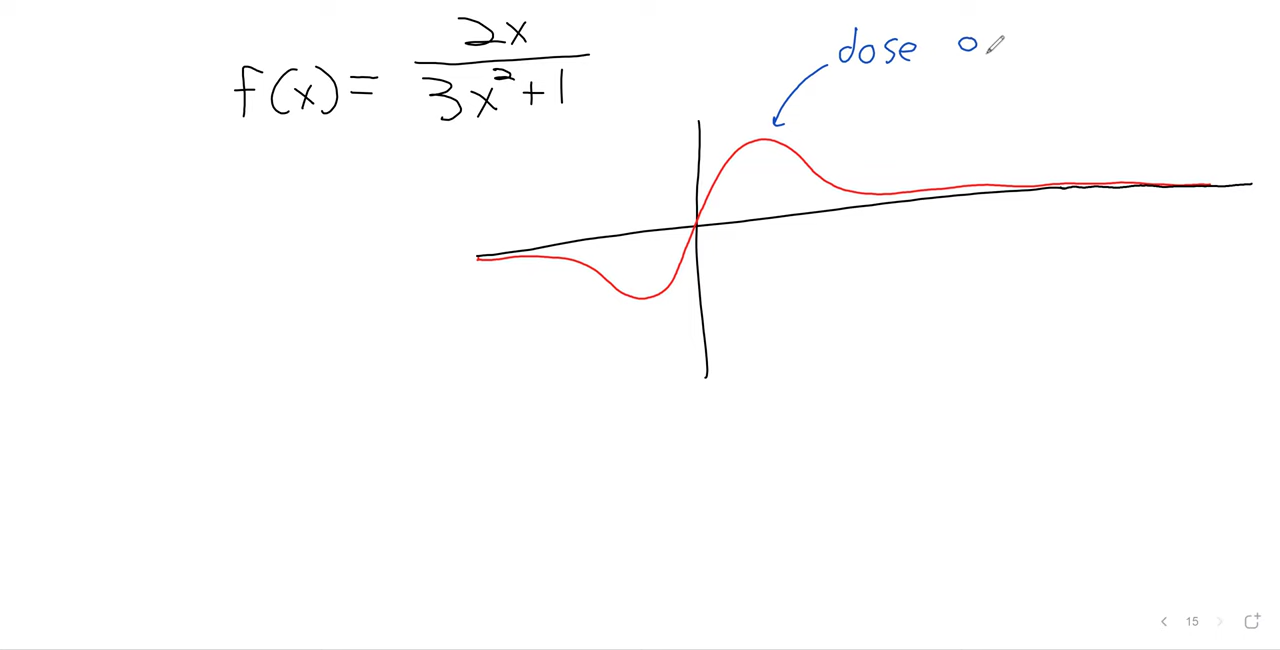 f(x) = 2x / 3x² + 1
dose o
15